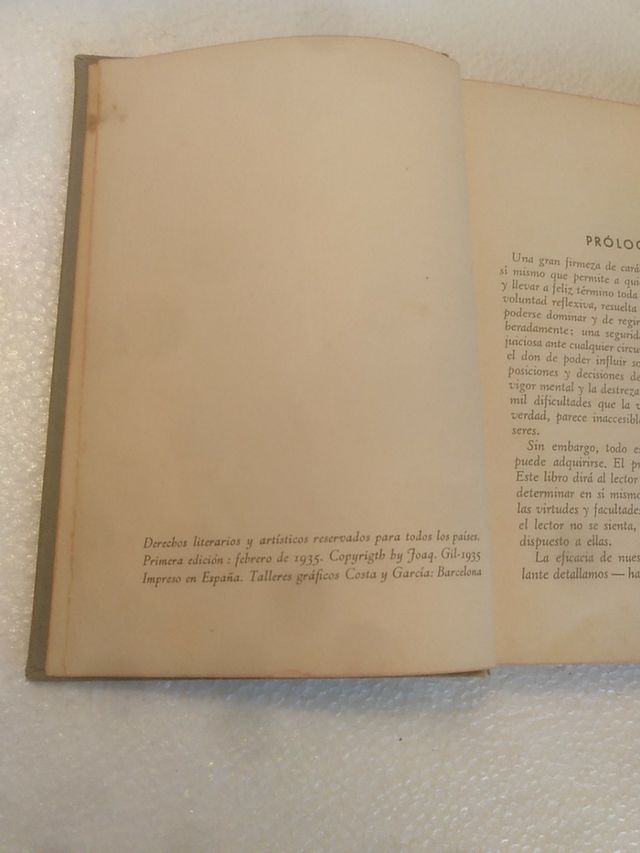 Derechos literarios y artísticos reservados para todos los países.
Primera edición : febrero de 1935. Copyrigth by Joaq. Gil-1935
Impreso en España. Talleres gráficos Costa y García: Barcelona
PRÓLOG
Una gran firmeza de cará
sí mismo que permite a qui
y llevar a feliz término toda
voluntad reflexiva, resuelta
poderse dominar y de regir
beradamente; una segurida
juiciosa ante cualquier circu
el don de poder influir so
posiciones y decisiones de
vigor mental y la destreza
mil dificultades que la v
verdad, parece inaccesibl
seres.
Sin embargo, todo es
puede adquirirse. El pr
Este libro dirá al lector
determinar en sí mismo
las virtudes y facultades
el lector no se sienta,
dispuesto a ellas.
La eficacia de nues
lante detallamos — ha